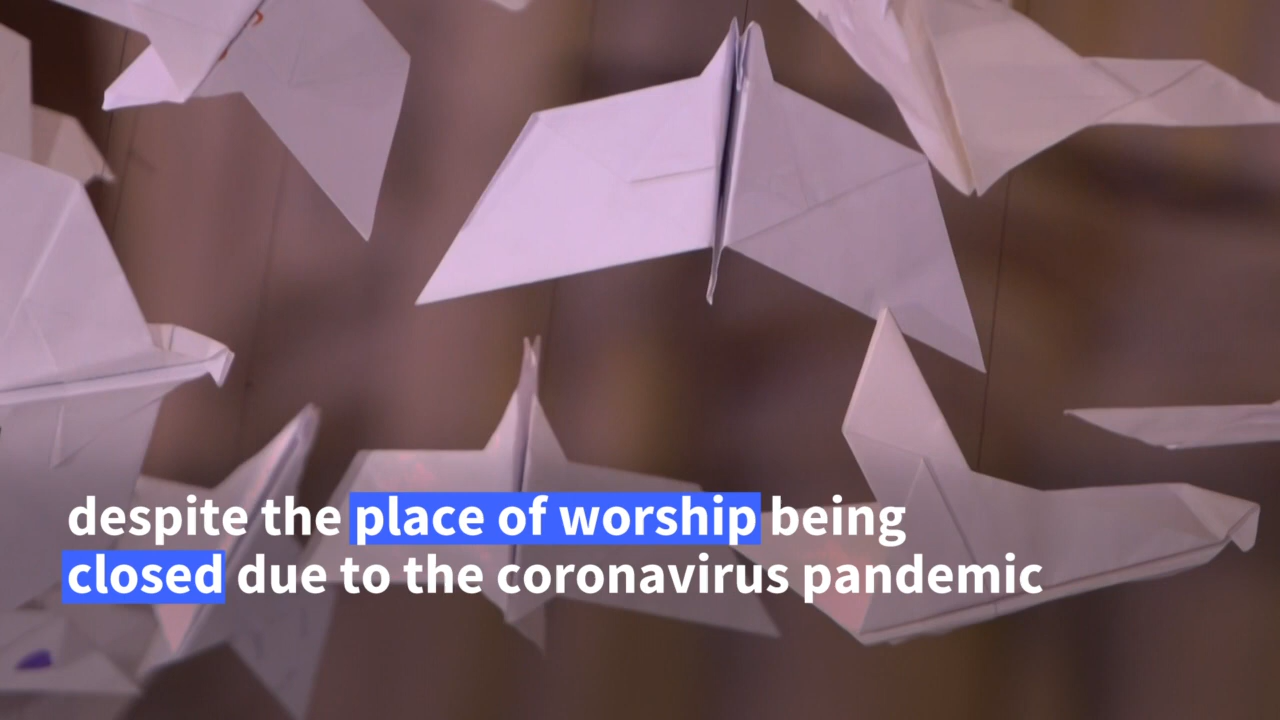 despite the place of worship being
closed due to the coronavirus pandemic